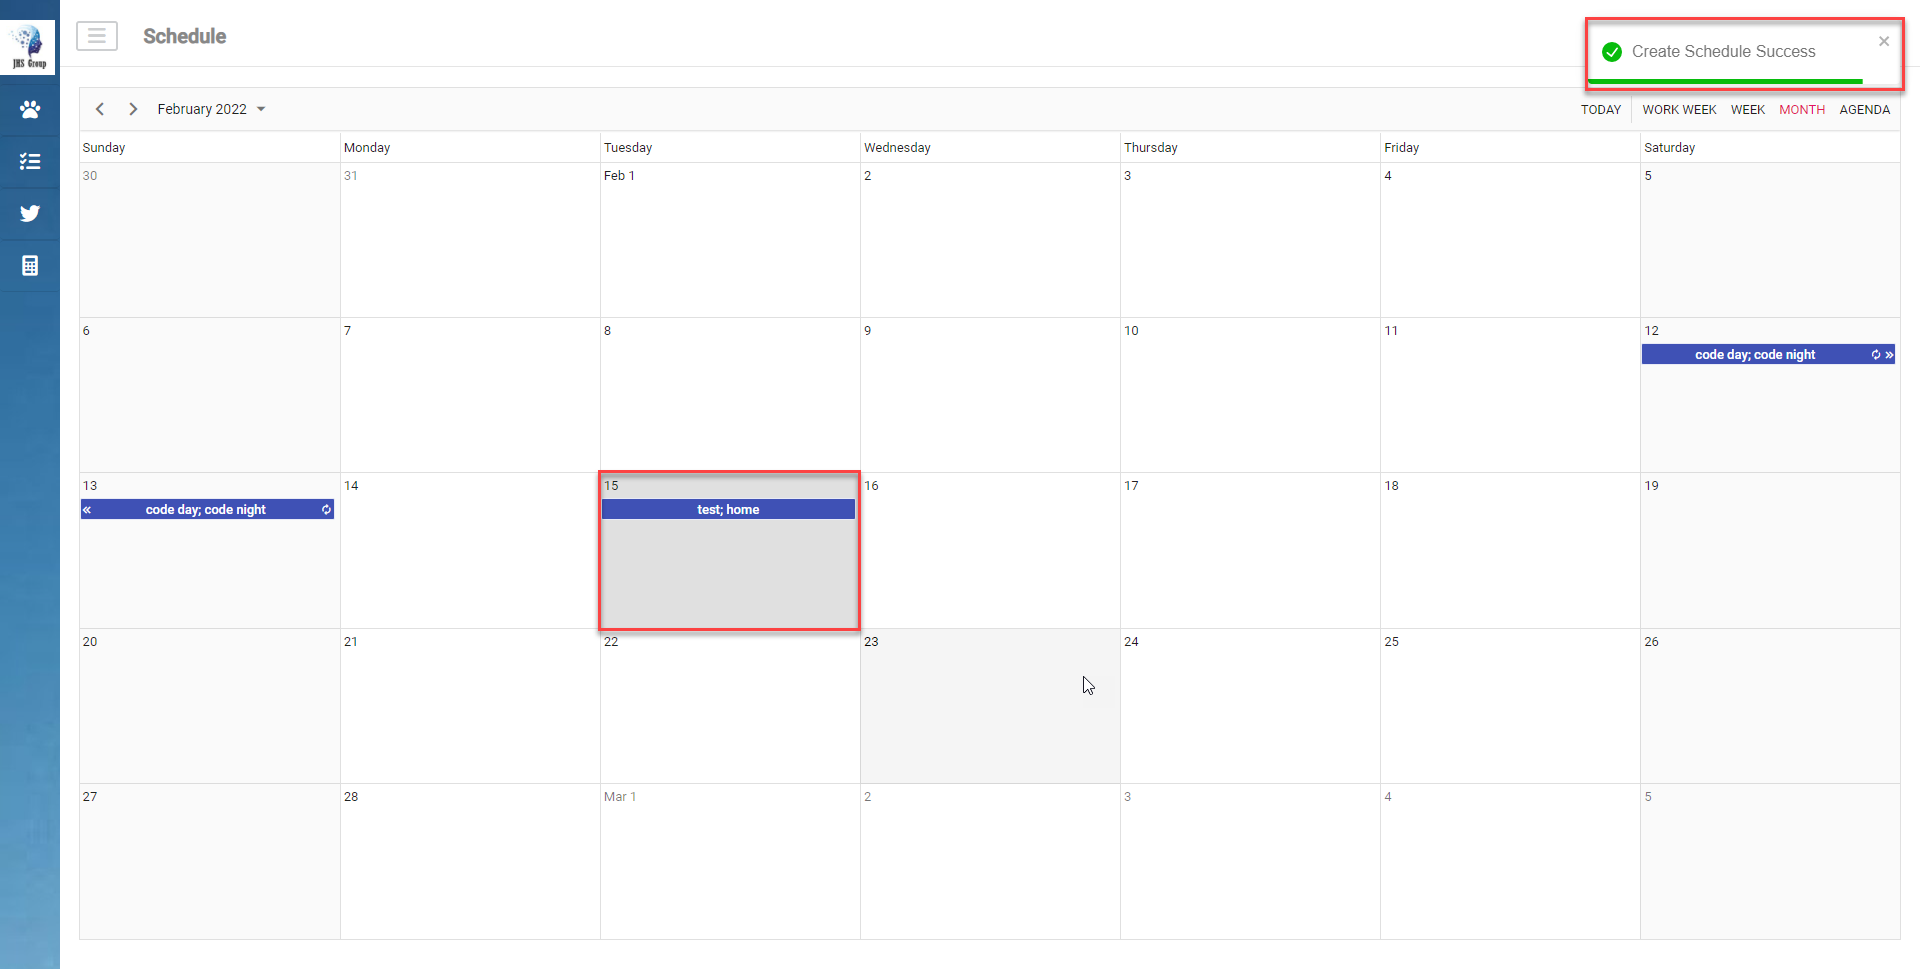 JHS Group
Schedule
Create Schedule Success
February 2022
TODAY WORK WEEK WEEK MONTH AGENDA
Sunday Monday Tuesday Wednesday Thursday Friday Saturday
30 31 Feb 1 2 3 4 5
6 7 8 9 10 11 12
code day; code night
13 14 15 16 17 18 19
code day; code night test; home
20 21 22 23 24 25 26
27 28 Mar 1 2 3 4 5